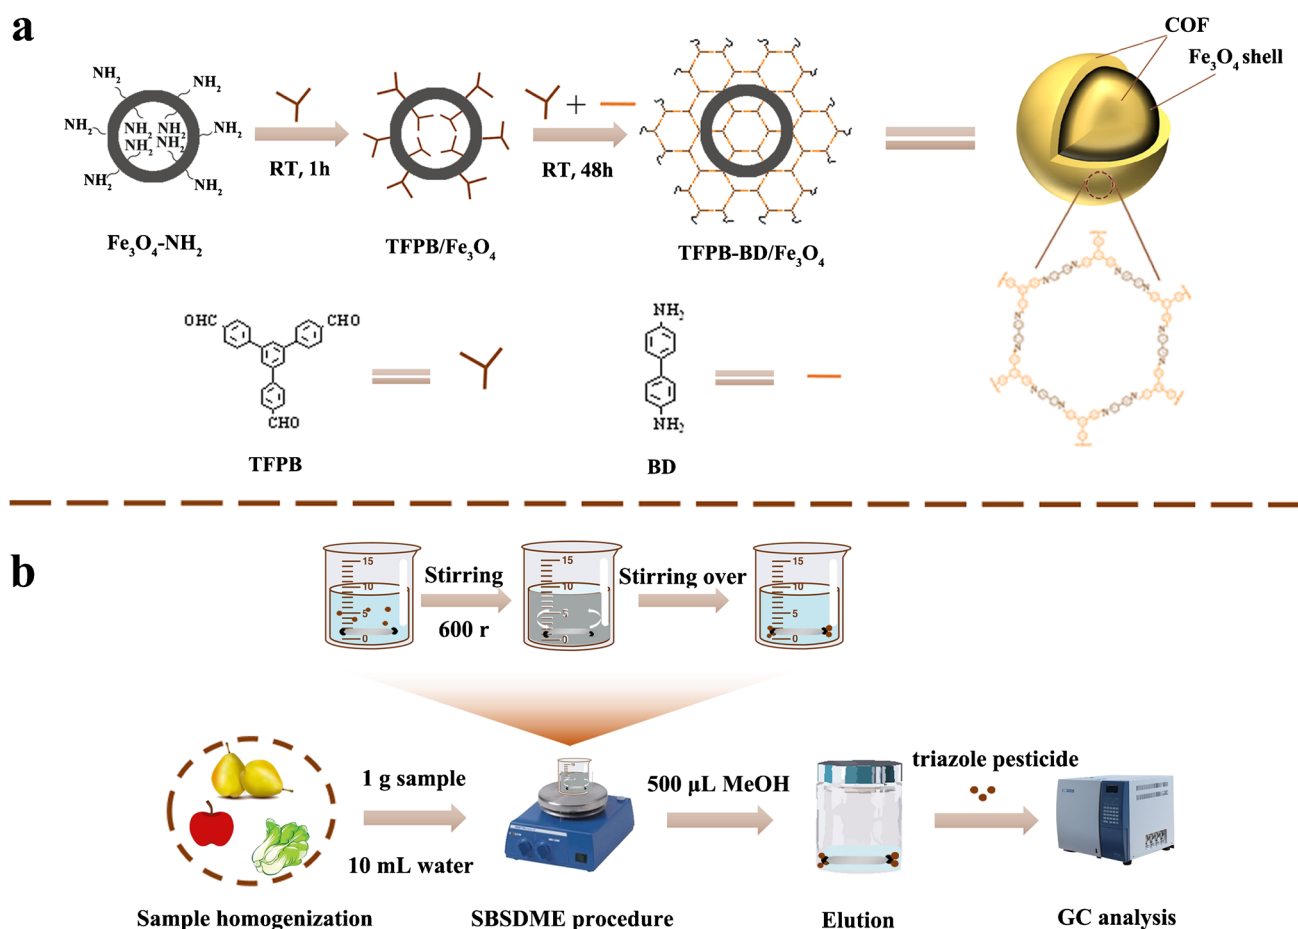 a
COF
Fe₃O₄ shell
NH₂
NH₂
NH₂
NH₂
NH₂
NH₂
NH₂
NH₂
NH₂
NH₂
RT, 1h
+
RT, 48h
Fe₃O₄-NH₂
TFPB/Fe₃O₄
TFPB-BD/Fe₃O₄
OHC
CHO
CHO
NH₂
NH₂
TFPB
BD
b
15
10
5
0
Stirring
600 r
15
10
5
0
Stirring over
15
10
5
0
1 g sample
10 mL water
500 µL MeOH
triazole pesticide
Sample homogenization
SBSDME procedure
Elution
GC analysis